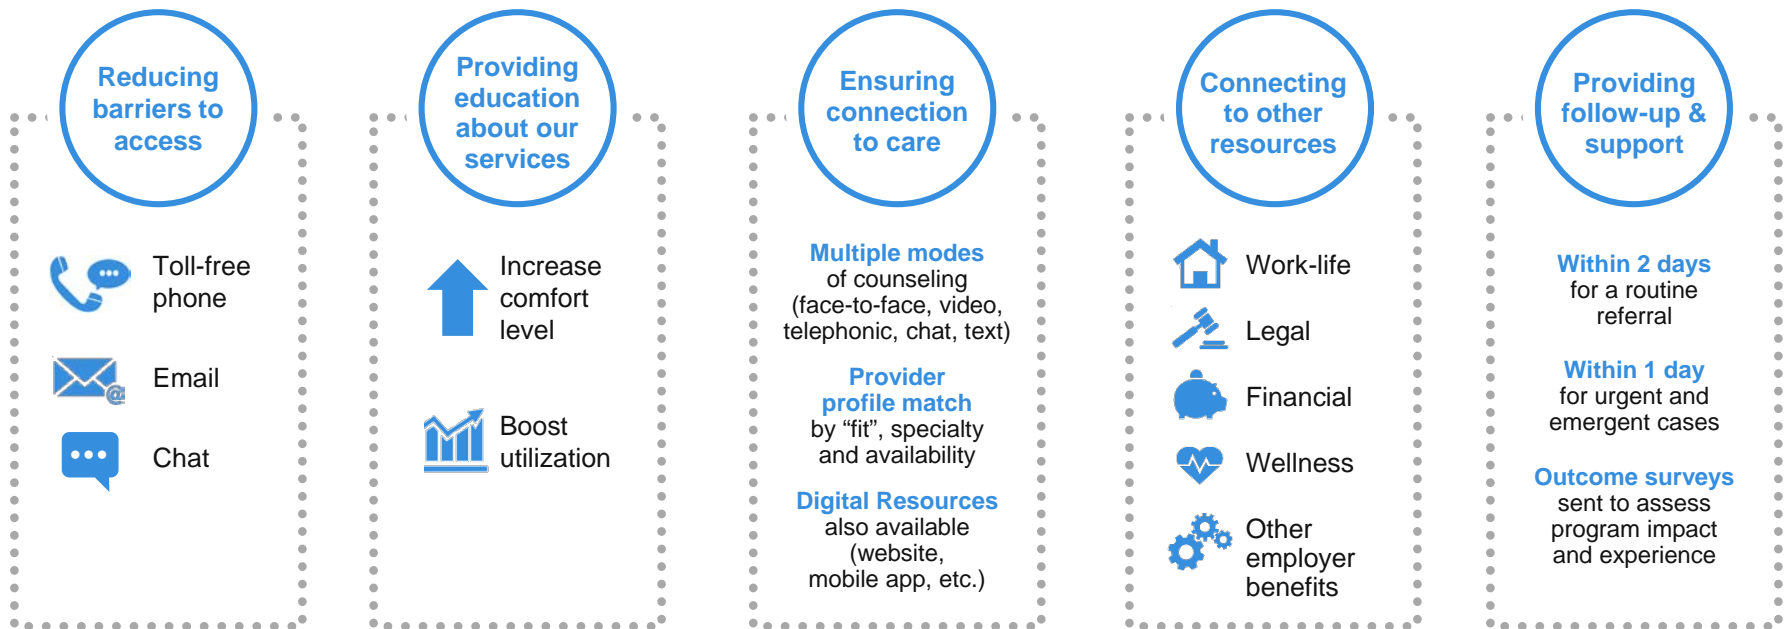 Reducing
barriers to
access
Toll-free
phone
@
Email
Chat
Providing
education
about our
services
Increase
comfort
level
Boost
utilization
Ensuring
connection
to care
Multiple modes
of counseling
(face-to-face, video,
telephonic, chat, text)
Provider
profile match
by “fit”, specialty
and availability
Digital Resources
also available
(website,
mobile app, etc.)
Connecting
to other
resources
Work-life
Legal
Financial
Wellness
Other
employer
benefits
Providing
follow-up &
support
Within 2 days
for a routine
referral
Within 1 day
for urgent and
emergent cases
Outcome surveys
sent to assess
program impact
and experience